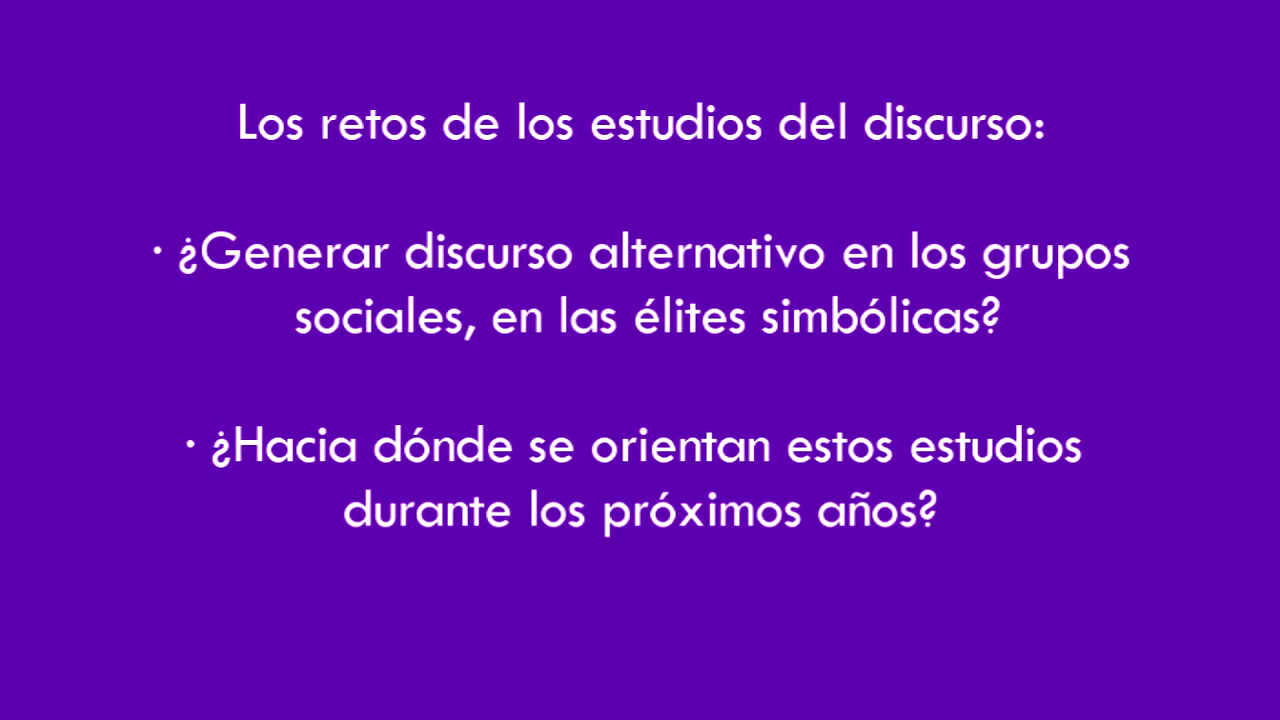 Los retos de los estudios del discurso:
· ¿Generar discurso alternativo en los grupos
sociales, en las élites simbólicas?
· ¿Hacia dónde se orientan estos estudios
durante los próximos años?